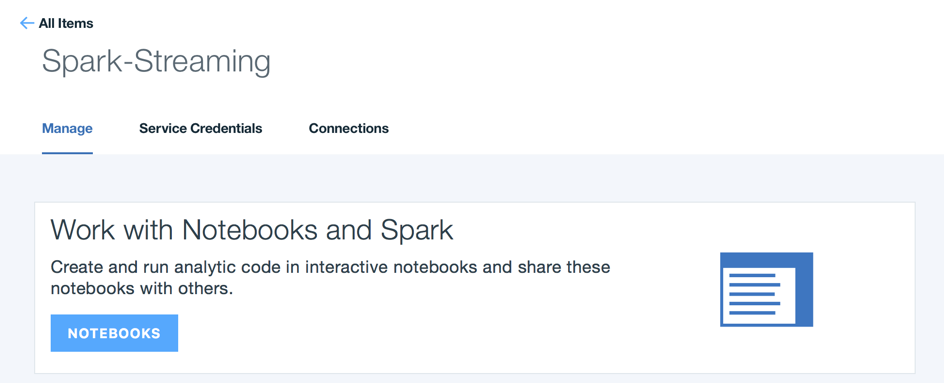 All Items
Spark-Streaming
Manage
Service Credentials
Connections
Work with Notebooks and Spark
Create and run analytic code in interactive notebooks and share these
notebooks with others.
NOTEBOOKS